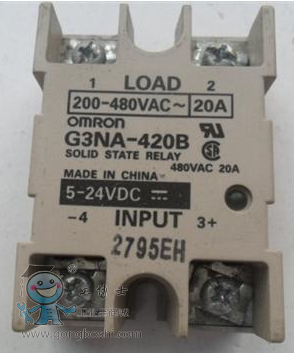 1 LOAD 2
200-480VAC~ 20A
OMRON
G3NA-420B
SOLID STATE RELAY
480VAC 20A
MADE IN CHINA
5-24VDC
-4 INPUT 3+
2795EH
www.gongboshi.com